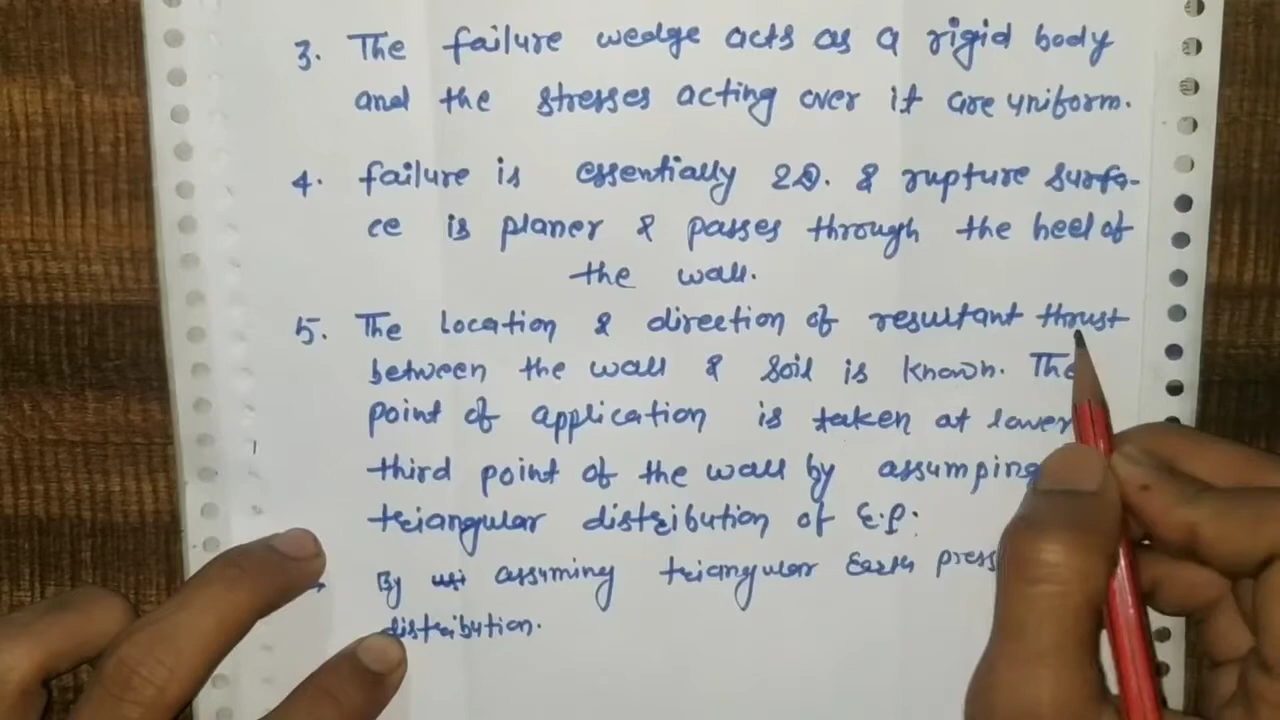 3. The failure wedge acts as a rigid body
and the stresses acting over it are uniform.
4. failure is essentially 2D. & rupture surfa-
ce is planer & passes through the heel of
the wall.
5. The location & direction of resultant thrust
between the wall & soil is known. The
point of application is taken at lower
third point of the wall by assumping
triangular distribution of E.P.
By assuming triangular Earth press
distribution.